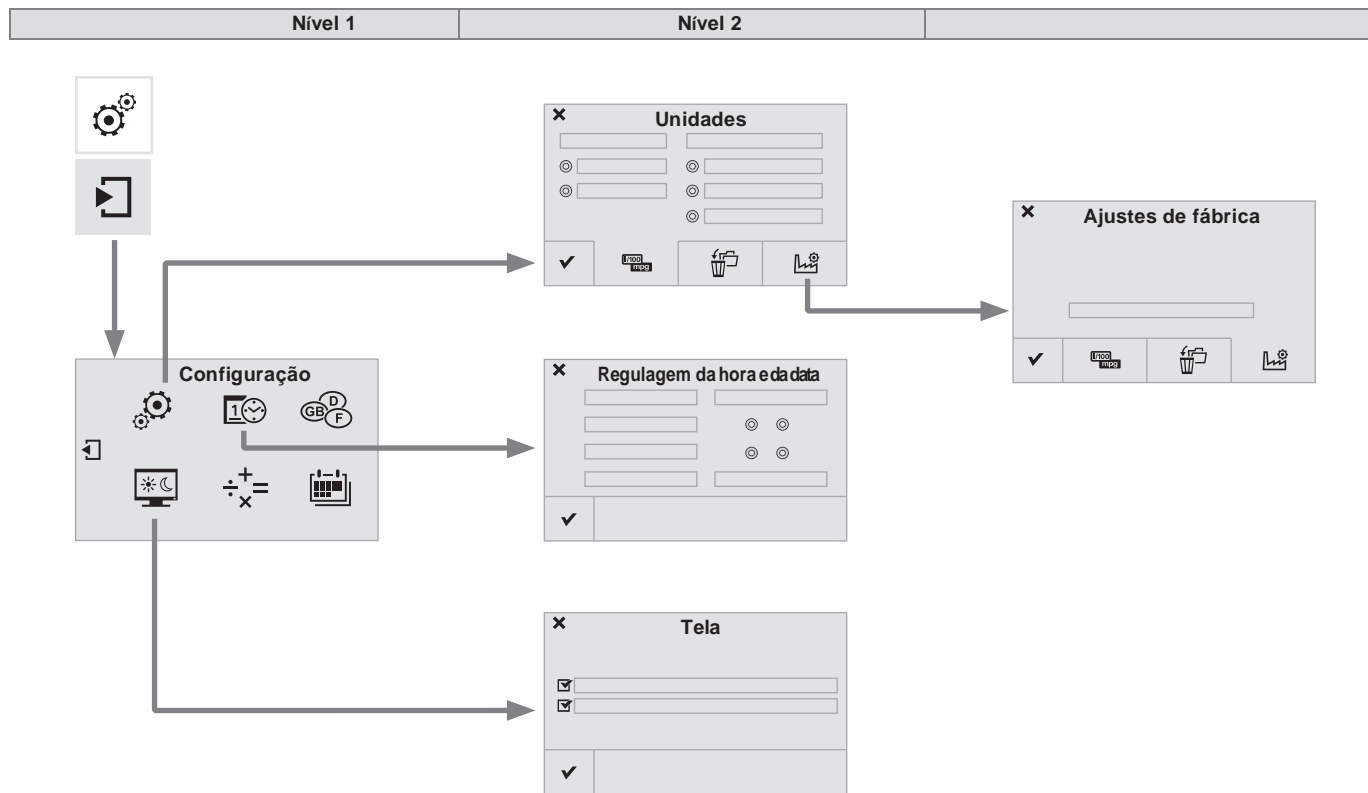 Nível 1
Nível 2
Unidades
l/100
mpg
Ajustes de fábrica
l/100
mpg
Configuração
1
GB
D
F
Regulagem da hora e da data
Tela